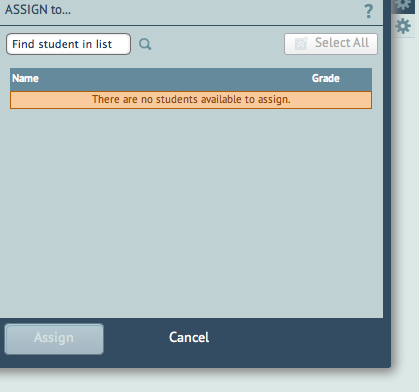 ASSIGN to...
?
Find student in list
Select All
Name Grade
There are no students available to assign.
Assign Cancel